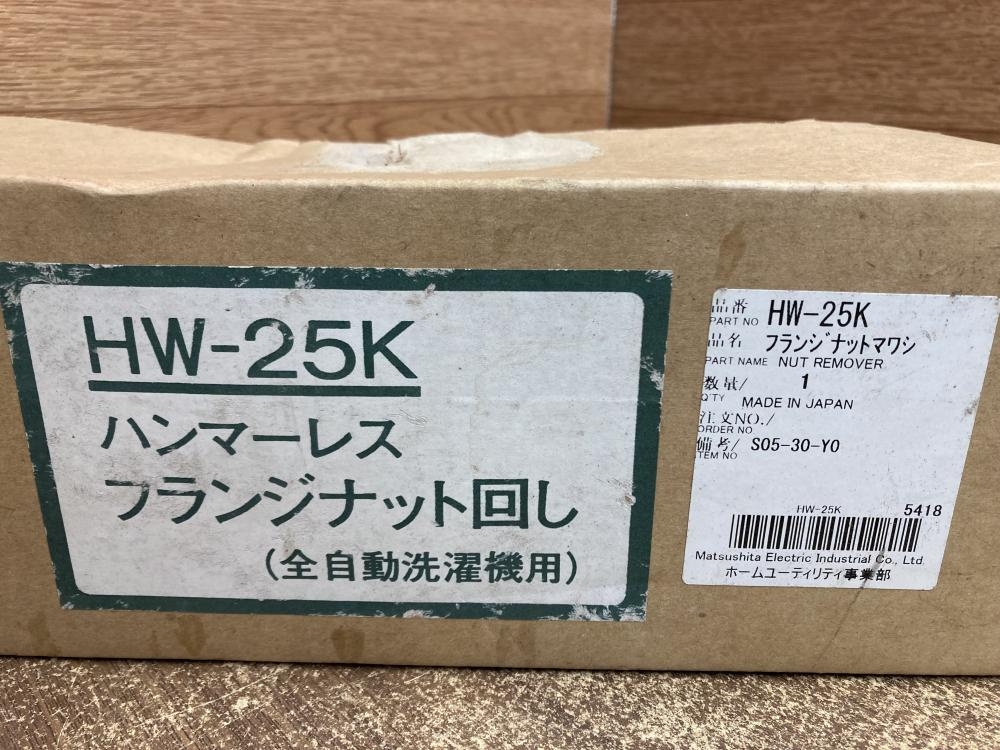 HW-25K
ハンマーレス
フランジナット回し
(全自動洗濯機用)
品番 HW-25K
PART NO
品名 フランジナットマワシ
PART NAME NUT REMOVER
数量/ 1
Q'TY MADE IN JAPAN
注文NO./
ORDER NO
備考/ S05-30-Y0
ITEM NO
HW-25K 5418
Matsushita Electric Industrial Co., Ltd.
ホームユーティリティ事業部